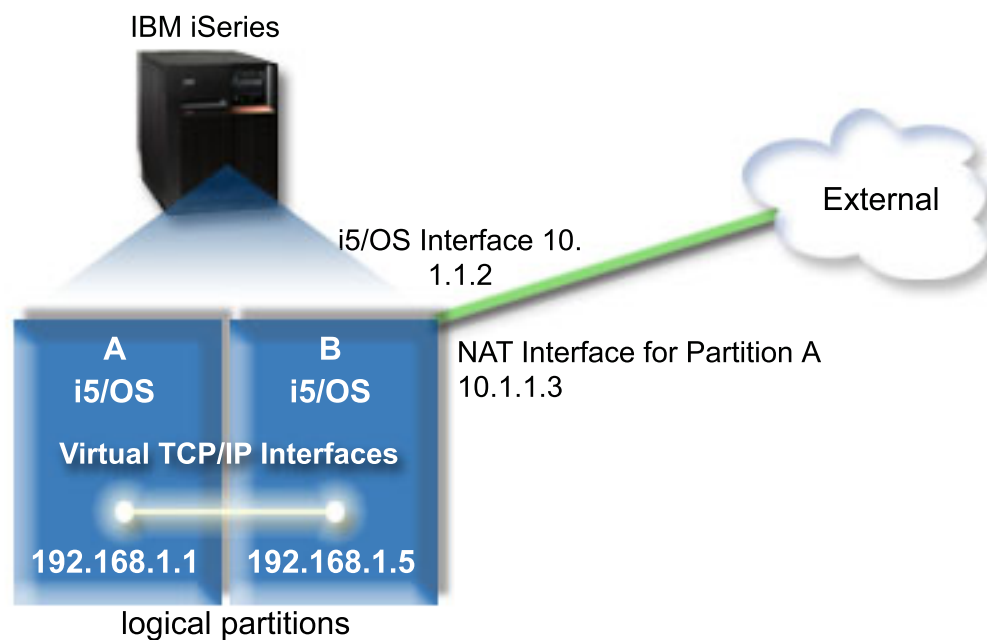 IBM iSeries
External
i5/OS Interface 10.
1.1.2
NAT Interface for Partition A
10.1.1.3
A
i5/OS
B
i5/OS
Virtual TCP/IP Interfaces
192.168.1.1
192.168.1.5
logical partitions